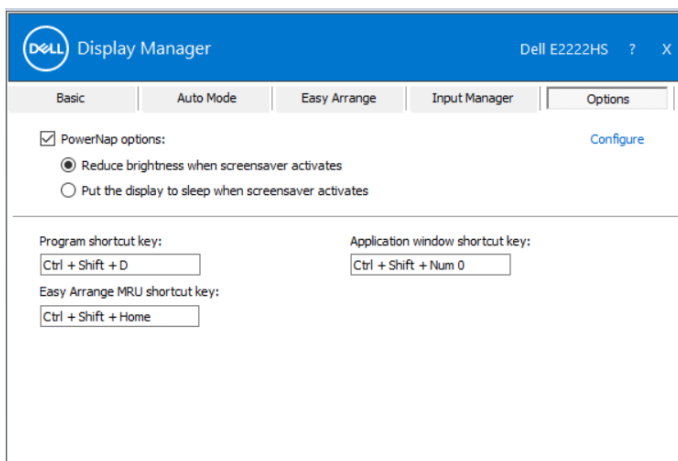 DELL Display Manager Dell E2222HS ? X
Basic Auto Mode Easy Arrange Input Manager Options
PowerNap options: Configure
Reduce brightness when screensaver activates
Put the display to sleep when screensaver activates
Program shortcut key: Application window shortcut key:
Ctrl + Shift + D Ctrl + Shift + Num 0
Easy Arrange MRU shortcut key:
Ctrl + Shift + Home